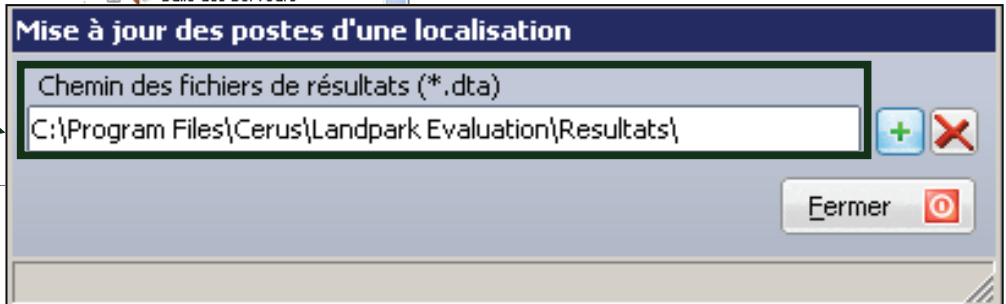 Mise à jour des postes d'une localisation
Chemin des fichiers de résultats (*.dta)
C:\Program Files\Cerus\Landpark Evaluation\Resultats\
Fermer